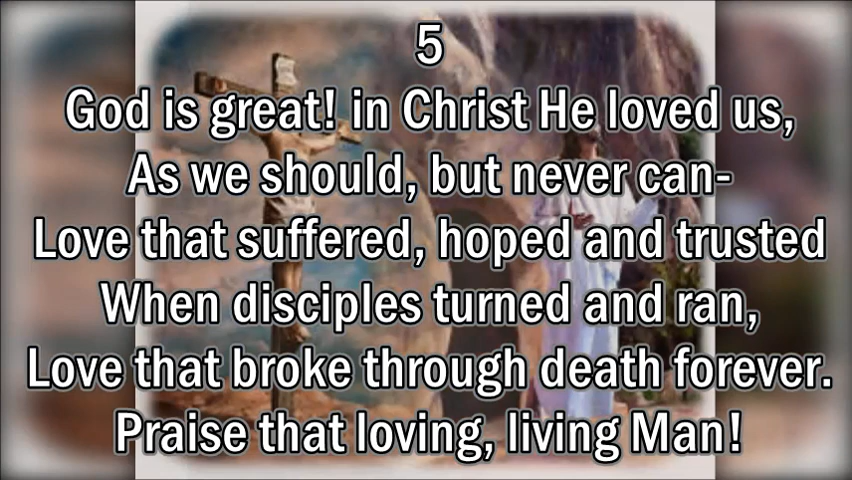 5
God is great! in Christ He loved us,
As we should, but never can-
Love that suffered, hoped and trusted
When disciples turned and ran,
Love that broke through death forever.
Praise that loving, living Man!